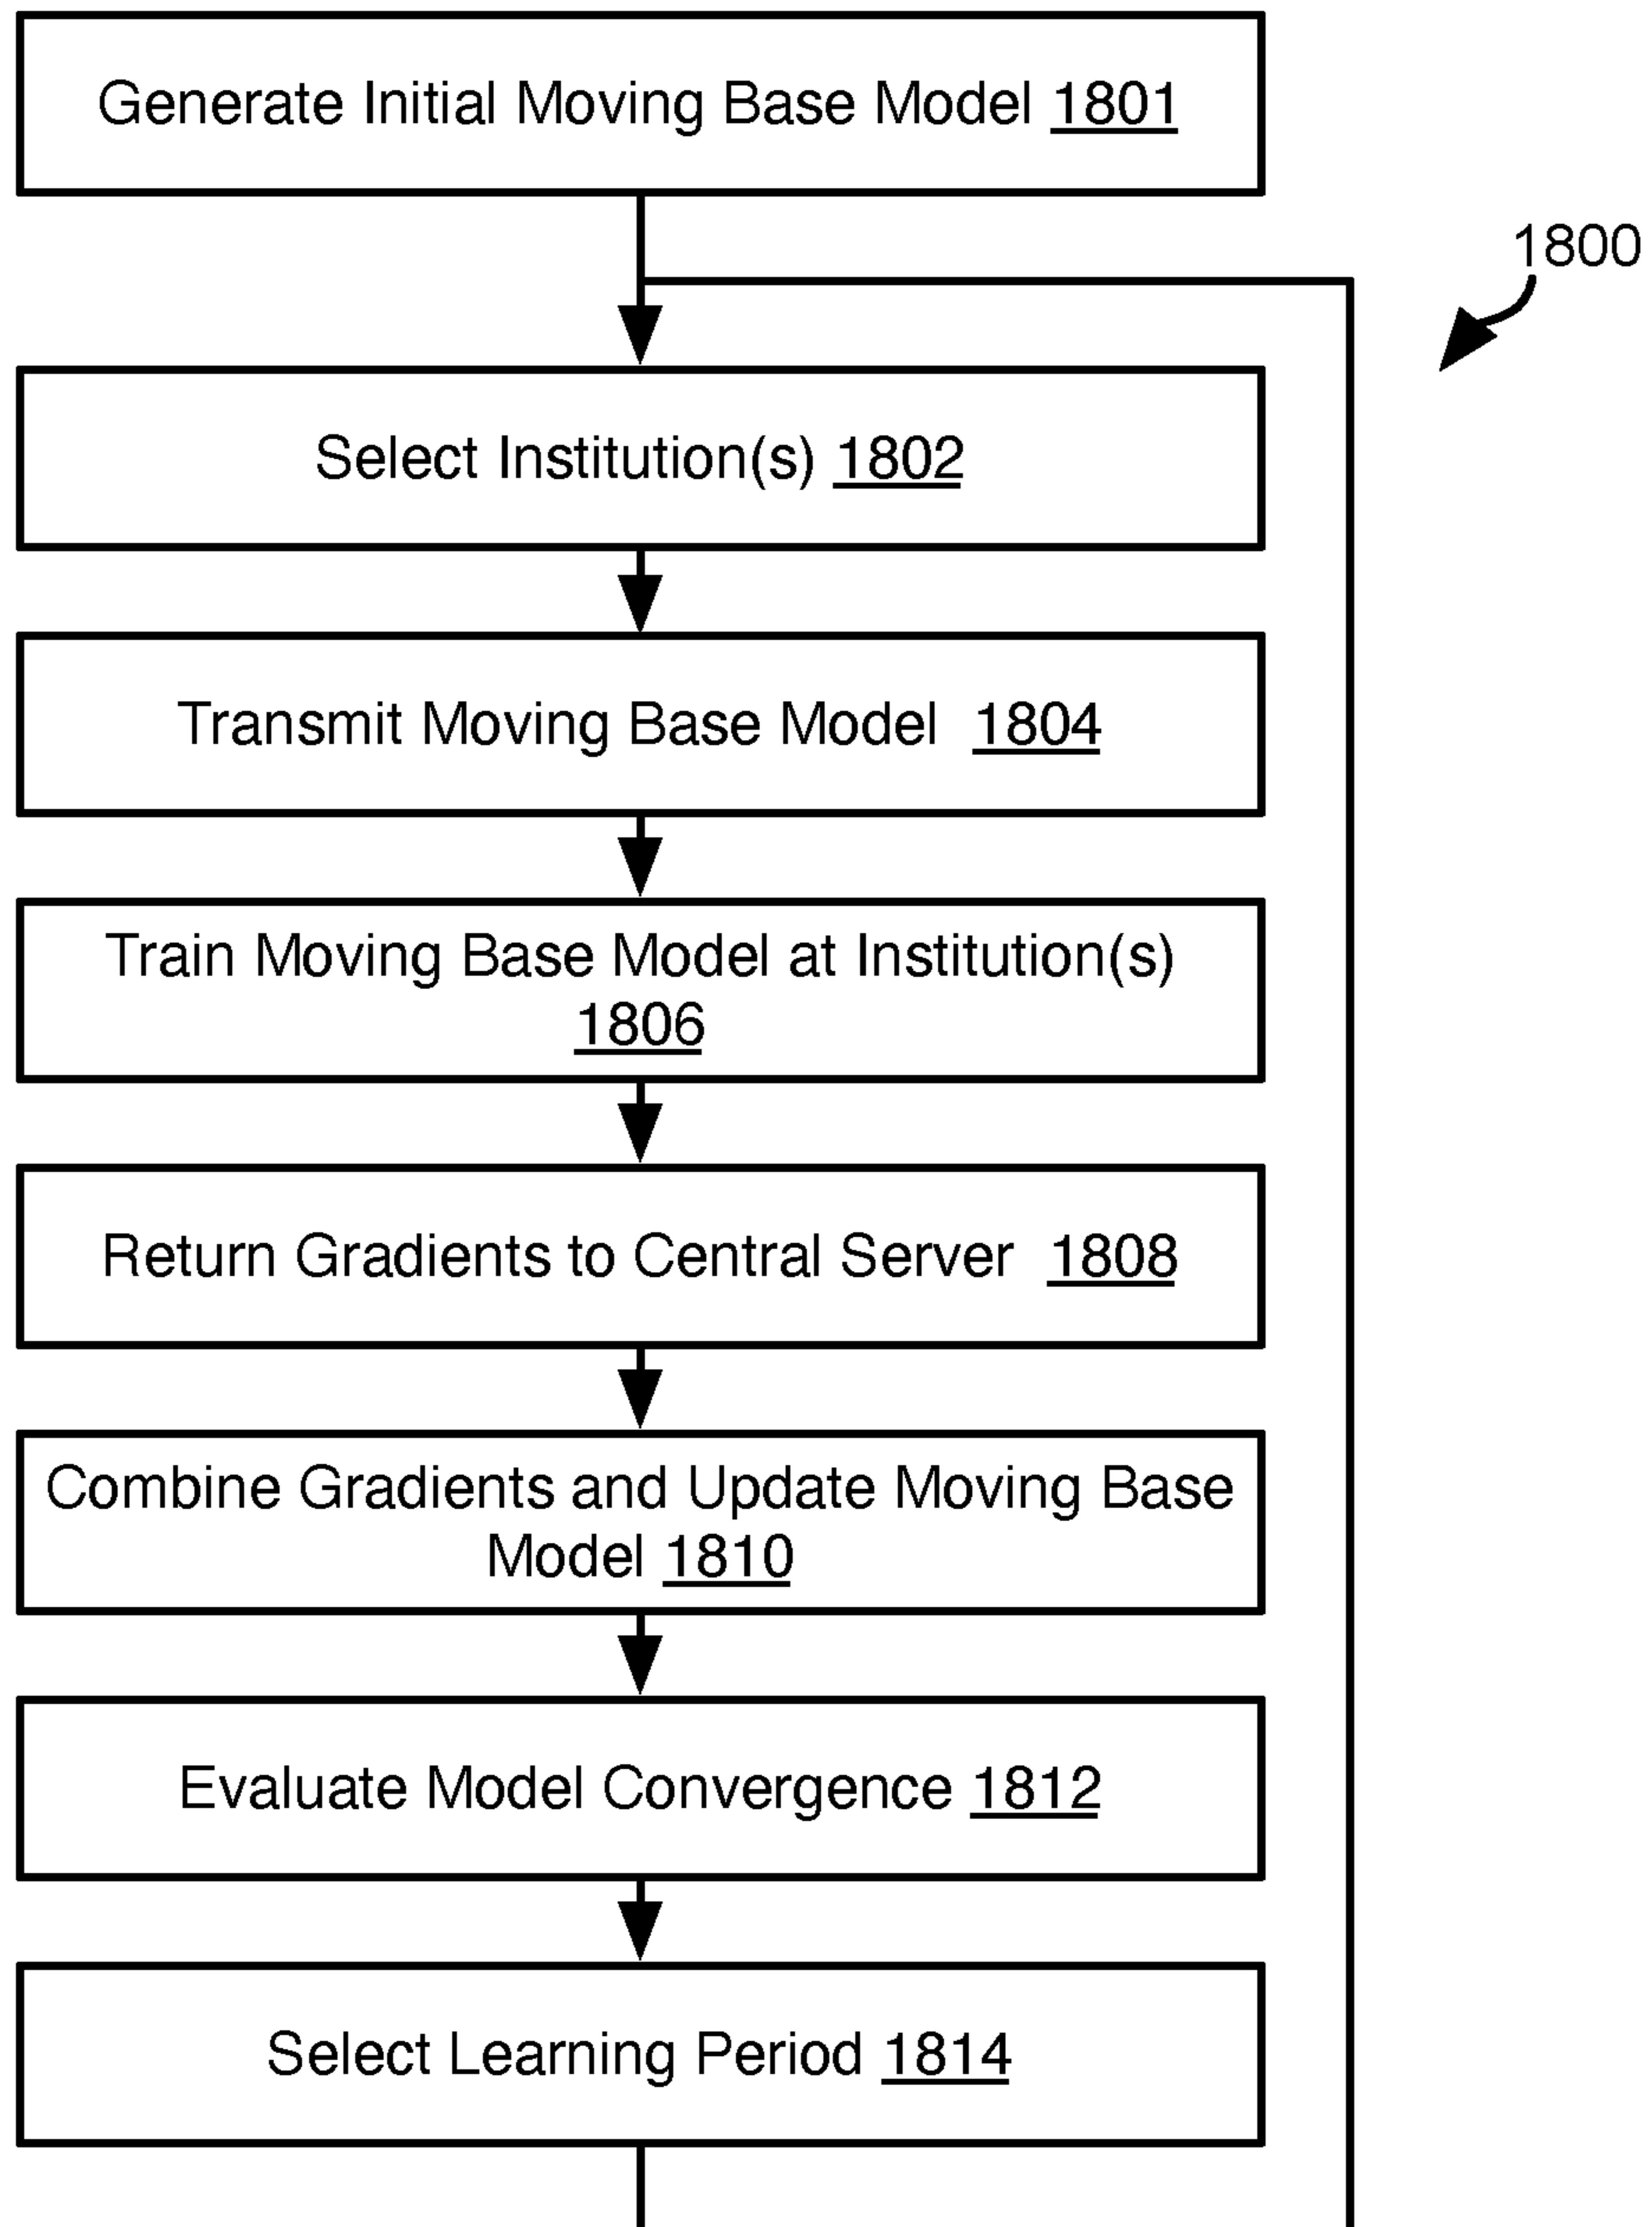 Generate Initial Moving Base Model 1801
1800
Select Institution(s) 1802
Transmit Moving Base Model 1804
Train Moving Base Model at Institution(s)
1806
Return Gradients to Central Server 1808
Combine Gradients and Update Moving Base
Model 1810
Evaluate Model Convergence 1812
Select Learning Period 1814